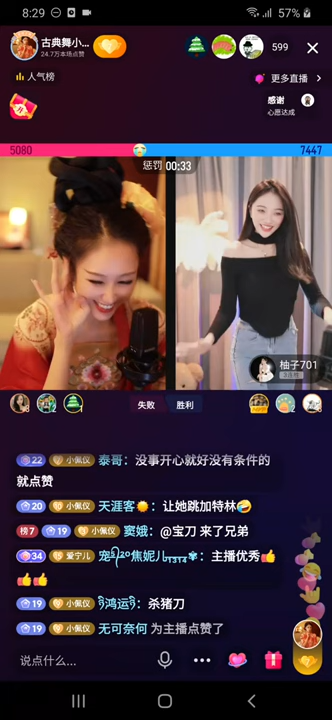 8:29
57%
古典舞小...
24.7万本场点赞
599
人气榜
更多直播
感谢
心愿达成
5080
7447
惩罚 00:33
柚子701
失败
胜利
22 小佩仪 泰哥：没事开心就好没有条件的
就点赞
20 小佩仪 天涯客：让她跳加特林
榜7 19 小佩仪 窦娥：@宝刀 来了兄弟
34 爱宁儿 焦妮儿：主播优秀
19 小佩仪 鸿运：杀猪刀
19 小佩仪 无可奈何 为主播点赞了
说点什么...